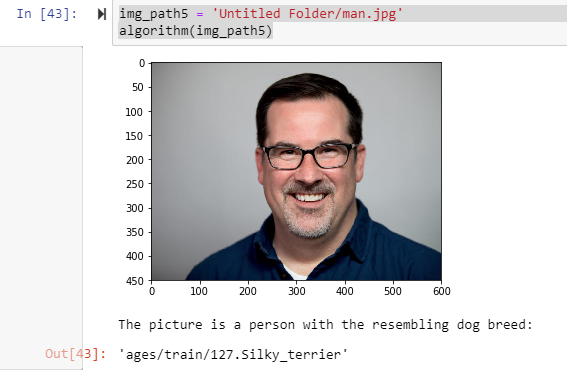 In [43]:
img_path5 = 'Untitled Folder/man.jpg'
algorithm(img_path5)
0
50
100
150
200
250
300
350
400
450
0 100 200 300 400 500 600
The picture is a person with the resembling dog breed:
Out[43]: 'ages/train/127.Silky_terrier'